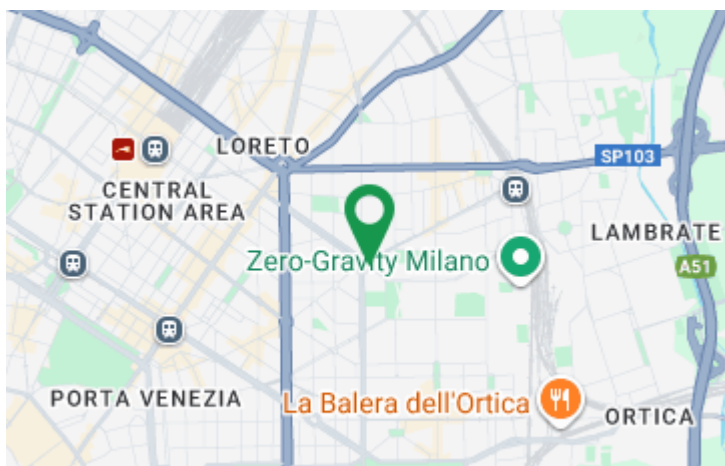 LORETO
SP103
CENTRAL
STATION AREA
LAMBRATE
Zero-Gravity Milano
A51
PORTA VENEZIA
La Balera dell'Ortica
ORTICA